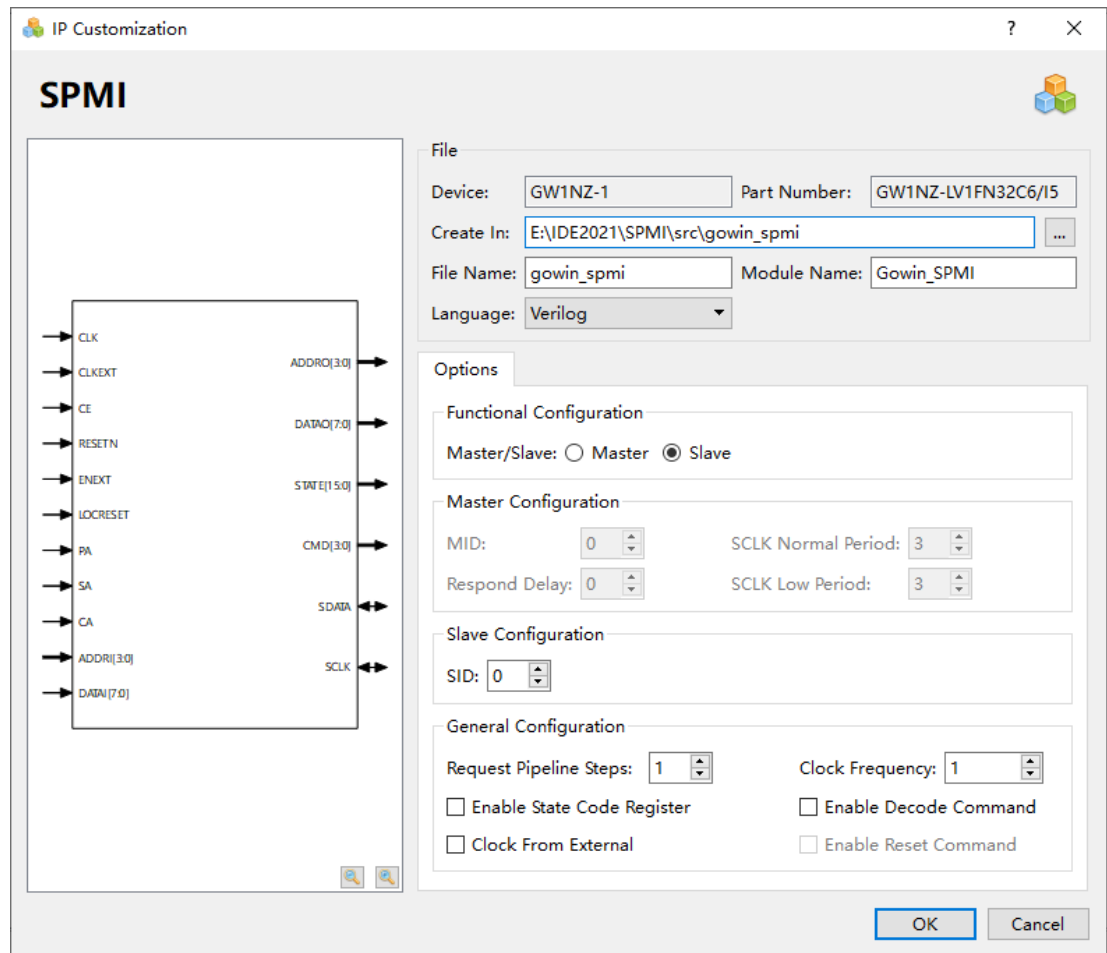 IP Customization ? ×
SPMI
CLK
CLKEXT
CE
RESETN
ENEXT
LOCRESET
PA
SA
CA
ADDRI[3:0]
DATAI[7:0]
ADDRO[3:0]
DATAO[7:0]
STATE[15:0]
CMD[3:0]
SDATA
SCLK
File
Device: GW1NZ-1 Part Number: GW1NZ-LV1FN32C6/I5
Create In: E:\IDE2021\SPMI\src\gowin_spmi ...
File Name: gowin_spmi Module Name: Gowin_SPMI
Language: Verilog
Options
Functional Configuration
Master/Slave: Master Slave
Master Configuration
MID: 0 SCLK Normal Period: 3
Respond Delay: 0 SCLK Low Period: 3
Slave Configuration
SID: 0
General Configuration
Request Pipeline Steps: 1 Clock Frequency: 1
Enable State Code Register Enable Decode Command
Clock From External Enable Reset Command
OK Cancel